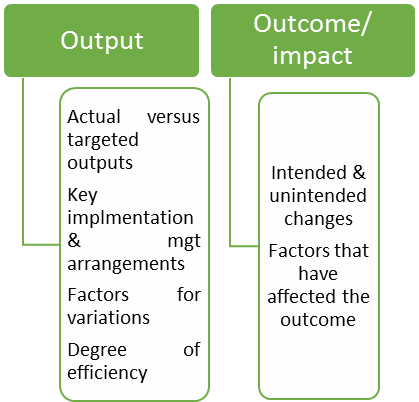 Output
Actual versus
targeted
outputs
Key
implmentation
& mgt
arrangements
Factors for
variations
Degree of
efficiency
Outcome/
impact
Intended &
unintended
changes
Factors that
have
affected the
outcome